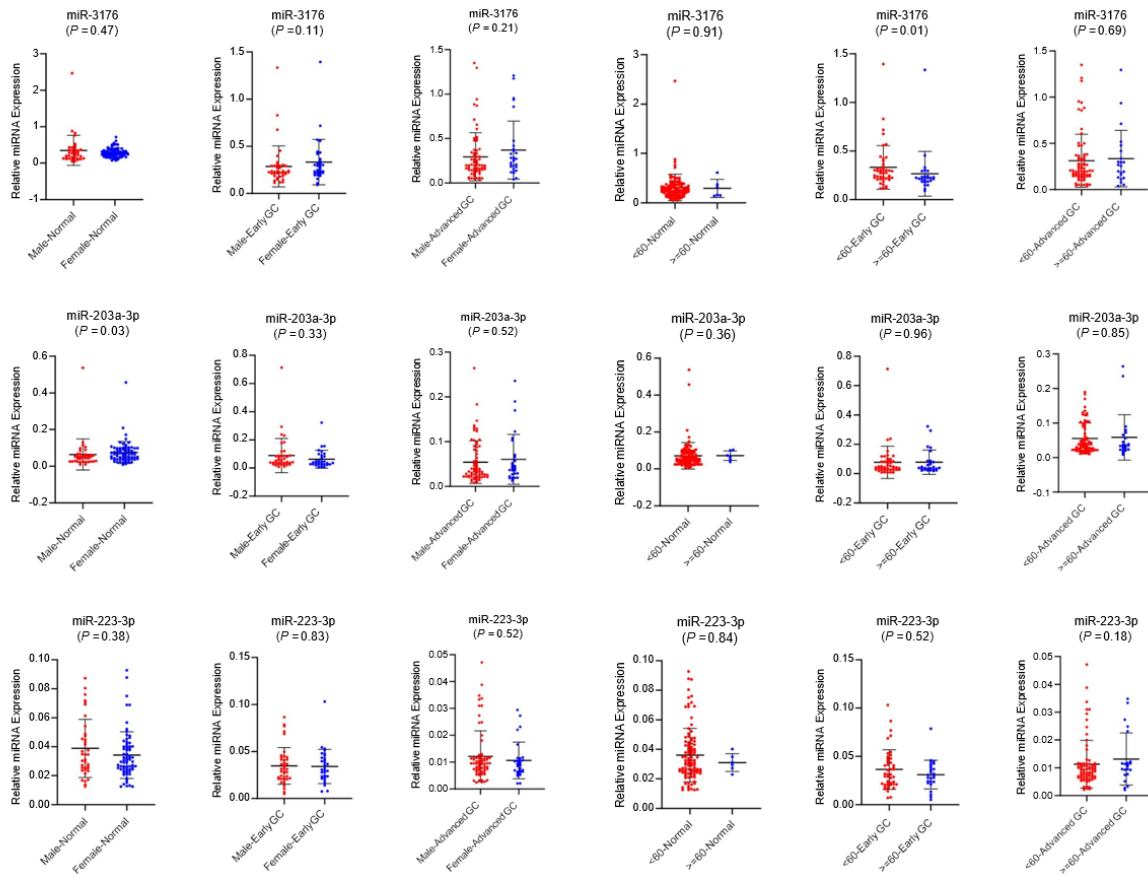 miR-3176
(P = 0.47)
Relative miRNA Expression
3
2
1
0
-1
Male-Normal
Female-Normal
miR-3176
(P = 0.11)
Relative miRNA Expression
1.5
1.0
0.5
0.0
Male-Early GC
Female-Early GC
miR-3176
(P = 0.21)
Relative miRNA Expression
1.5
1.0
0.5
0.0
Male-Advanced GC
Female-Advanced GC
miR-3176
(P = 0.91)
Relative miRNA Expression
3
2
1
0
<60-Normal
>=60-Normal
miR-3176
(P = 0.01)
Relative miRNA Expression
1.5
1.0
0.5
0.0
<60-Early GC
>=60-Early GC
miR-3176
(P = 0.69)
Relative miRNA Expression
1.5
1.0
0.5
0.0
<60-Advanced GC
>=60-Advanced GC
miR-203a-3p
(P = 0.03)
Relative miRNA Expression
0.6
0.4
0.2
0.0
-0.2
Male-Normal
Female-Normal
miR-203a-3p
(P = 0.33)
Relative miRNA Expression
0.8
0.6
0.4
0.2
0.0
-0.2
Male-Early GC
Female-Early GC
miR-203a-3p
(P = 0.52)
Relative miRNA Expression
0.3
0.2
0.1
0.0
Male-Advanced GC
Female-Advanced GC
miR-203a-3p
(P = 0.36)
Relative miRNA Expression
0.6
0.4
0.2
0.0
-0.2
<60-Normal
>=60-Normal
miR-203a-3p
(P = 0.96)
Relative miRNA Expression
0.8
0.6
0.4
0.2
0.0
-0.2
<60-Early GC
>=60-Early GC
miR-203a-3p
(P = 0.85)
Relative miRNA Expression
0.3
0.2
0.1
0.0
-0.1
<60-Advanced GC
>=60-Advanced GC
miR-223-3p
(P = 0.38)
Relative miRNA Expression
0.10
0.08
0.06
0.04
0.02
0.00
Male-Normal
Female-Normal
miR-223-3p
(P = 0.83)
Relative miRNA Expression
0.15
0.10
0.05
0.00
Male-Early GC
Female-Early GC
miR-223-3p
(P = 0.52)
Relative miRNA Expression
0.05
0.04
0.03
0.02
0.01
0.00
Male-Advanced GC
Female-Advanced GC
miR-223-3p
(P = 0.84)
Relative miRNA Expression
0.10
0.08
0.06
0.04
0.02
0.00
<60-Normal
>=60-Normal
miR-223-3p
(P = 0.52)
Relative miRNA Expression
0.15
0.10
0.05
0.00
<60-Early GC
>=60-Early GC
miR-223-3p
(P = 0.18)
Relative miRNA Expression
0.05
0.04
0.03
0.02
0.01
0.00
<60-Advanced GC
>=60-Advanced GC